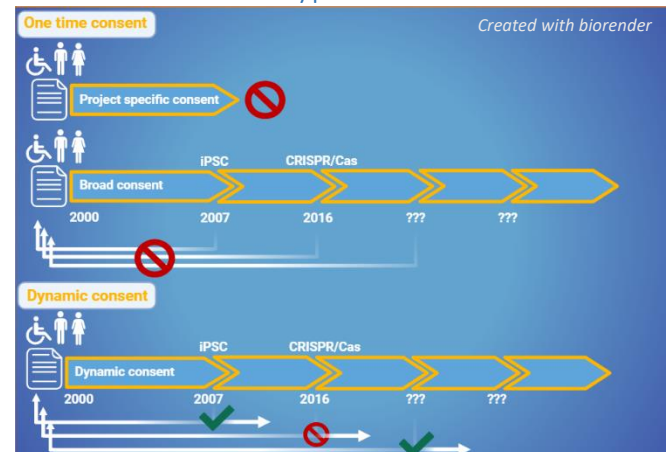 One time consent
Created with biorender
Project specific consent
iPSC CRISPR/Cas
Broad consent
2000 2007 2016 ??? ???
Dynamic consent
iPSC CRISPR/Cas
Dynamic consent
2000 2007 2016 ??? ???